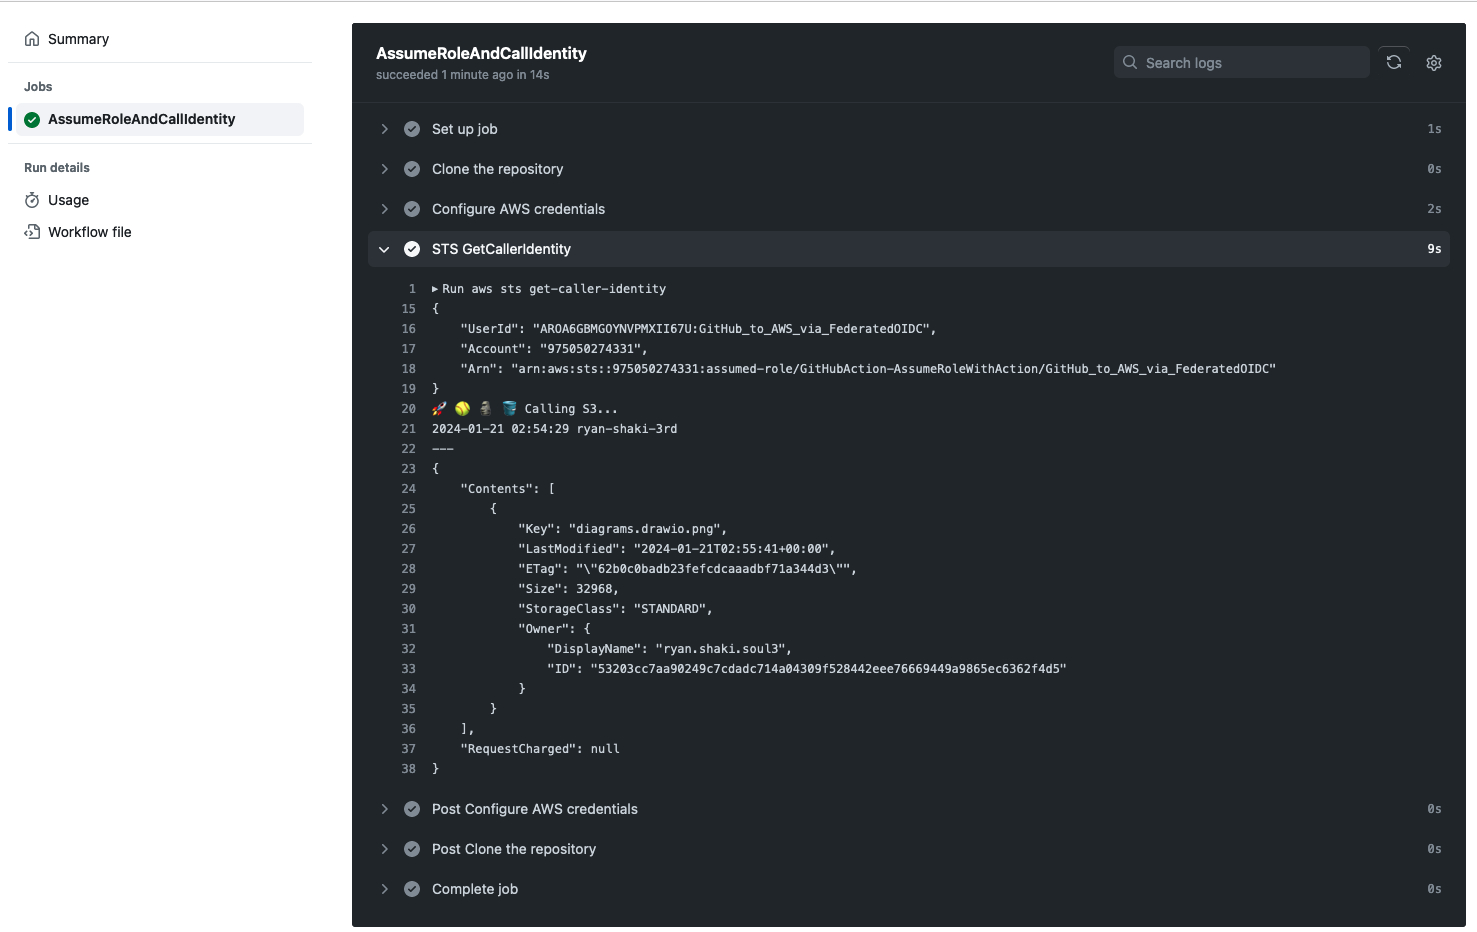 Summary
Jobs
AssumeRoleAndCallIdentity
Run details
Usage
Workflow file
AssumeRoleAndCallIdentity
succeeded 1 minute ago in 14s
Search logs
Set up job 1s
Clone the repository 0s
Configure AWS credentials 2s
STS GetCallerIdentity 9s
1 ▸ Run aws sts get-caller-identity
15 {
16 "UserId": "AROA6GBMGOYNVPMXII67U:GitHub_to_AWS_via_FederatedOIDC",
17 "Account": "975050274331",
18 "Arn": "arn:aws:sts::975050274331:assumed-role/GitHubAction-AssumeRoleWithAction/GitHub_to_AWS_via_FederatedOIDC"
19 }
20 🚀 🥎 🗿 🪣 Calling S3...
21 2024-01-21 02:54:29 ryan-shaki-3rd
22 ---
23 {
24 "Contents": [
25 {
26 "Key": "diagrams.drawio.png",
27 "LastModified": "2024-01-21T02:55:41+00:00",
28 "ETag": "\"62b0c0badb23fefcdcaaadbf71a344d3\"",
29 "Size": 32968,
30 "StorageClass": "STANDARD",
31 "Owner": {
32 "DisplayName": "ryan.shaki.soul3",
33 "ID": "53203cc7aa90249c7cdadc714a04309f528442eee76669449a9865ec6362f4d5"
34 }
35 }
36 ],
37 "RequestCharged": null
38 }
Post Configure AWS credentials 0s
Post Clone the repository 0s
Complete job 0s